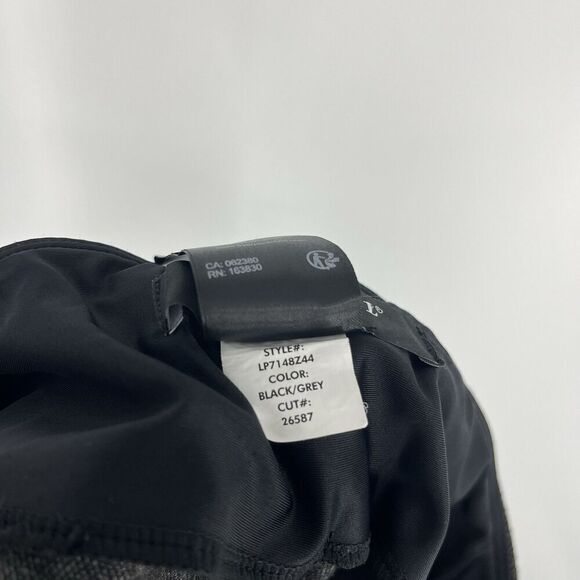 CA: 062380
RN: 163830
STYLE#:
LP7148Z44
COLOR:
BLACK/GREY
CUT#:
26587